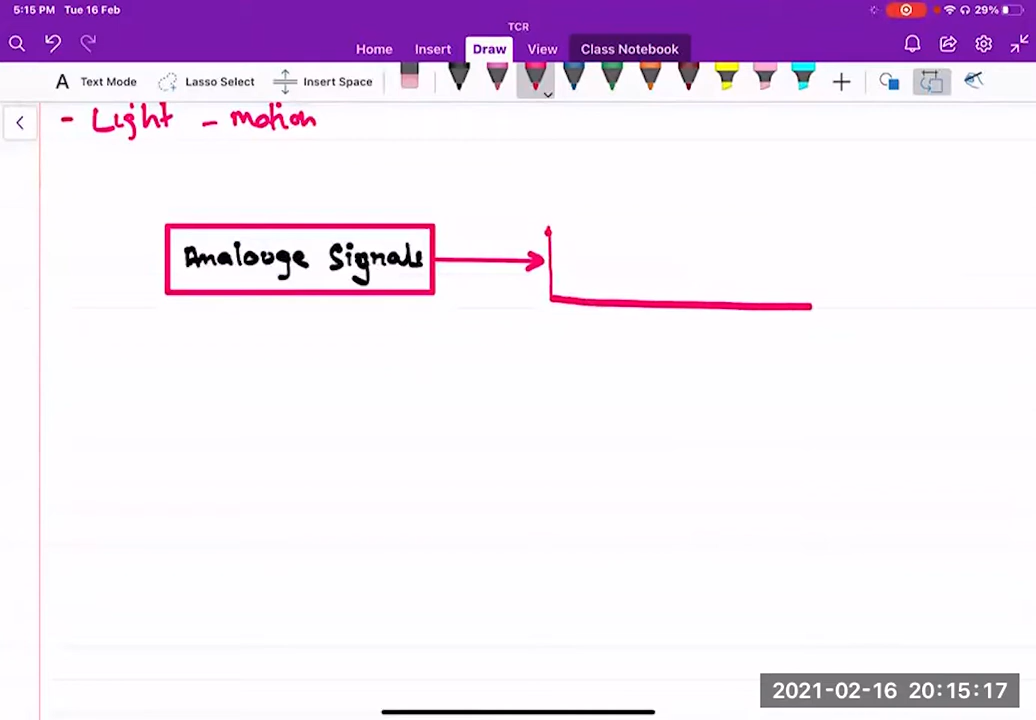 5:15 PM Tue 16 Feb
29%
TCR
Home Insert Draw View Class Notebook
A Text Mode Lasso Select Insert Space
- Light - motion
Analouge Signals
2021-02-16 20:15:17